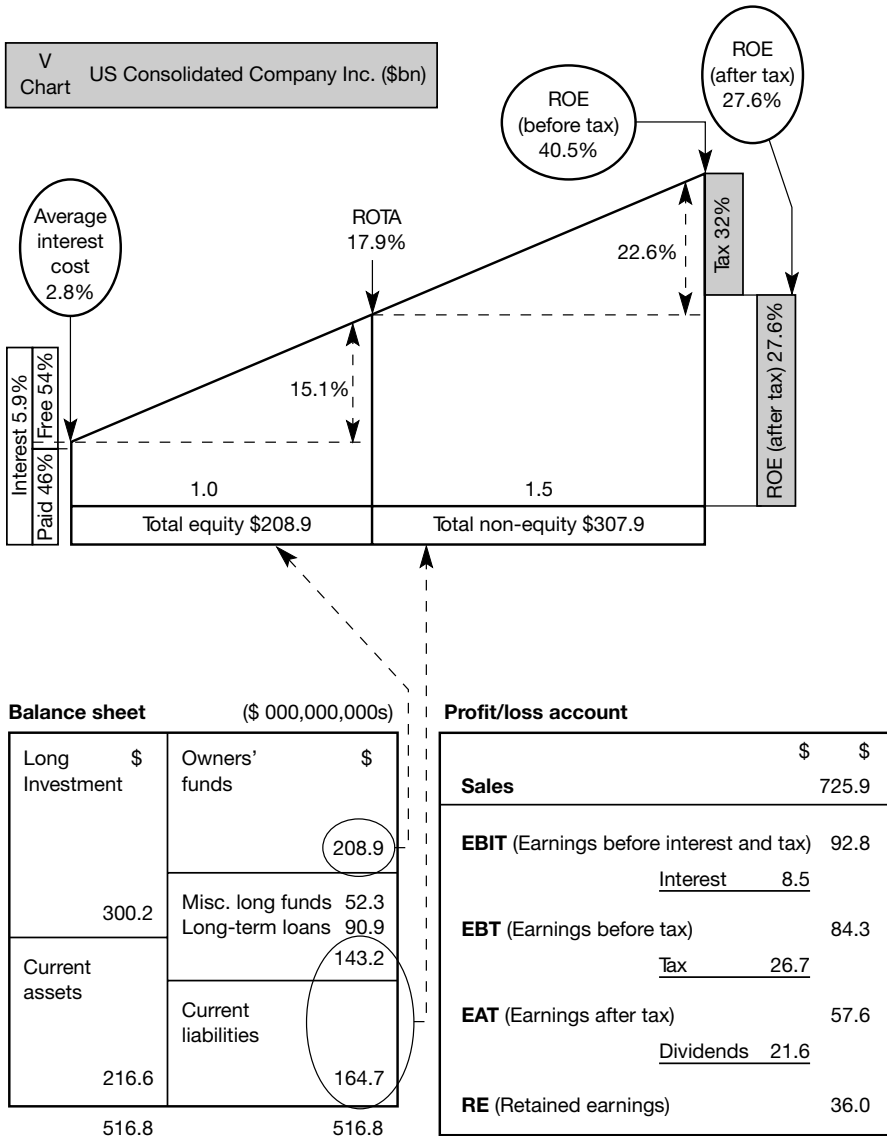 V
Chart
US Consolidated Company Inc. ($bn)
ROE
(after tax)
27.6%
ROE
(before tax)
40.5%
Average
interest
cost
2.8%
ROTA
17.9%
22.6%
Tax 32%
15.1%
Interest 5.9%
Free 54%
Paid 46%
ROE (after tax) 27.6%
1.0
1.5
Total equity $208.9
Total non-equity $307.9
Balance sheet ($ 000,000,000s)
Long $
Investment
300.2
Current
assets
216.6
516.8
Owners' $
funds
208.9
Misc. long funds 52.3
Long-term loans 90.9
143.2
Current
liabilities
164.7
516.8
Profit/loss account
$ $
Sales 725.9
EBIT (Earnings before interest and tax) 92.8
Interest 8.5
EBT (Earnings before tax) 84.3
Tax 26.7
EAT (Earnings after tax) 57.6
Dividends 21.6
RE (Retained earnings) 36.0